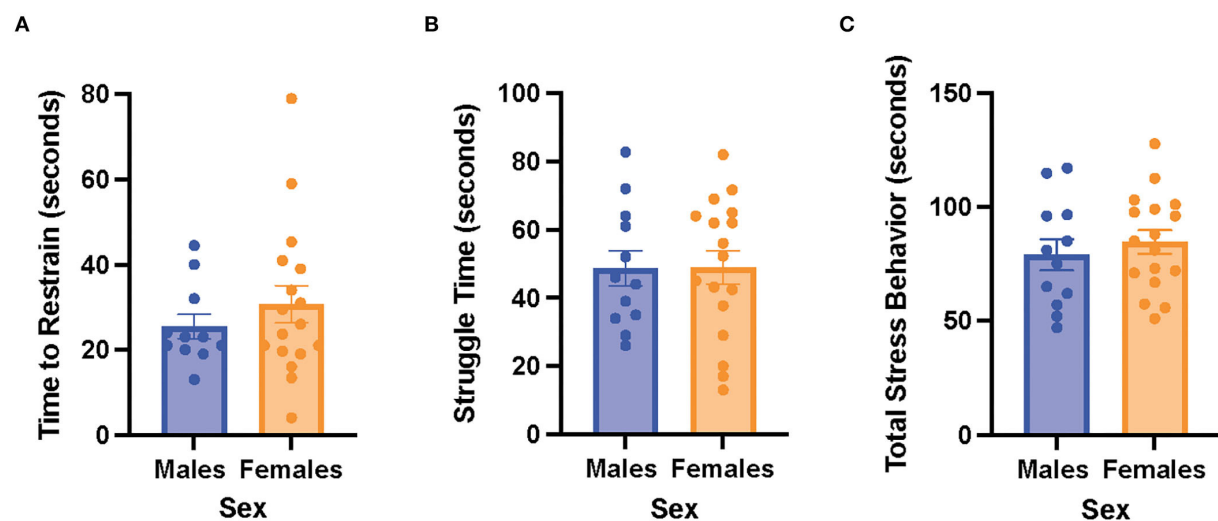 A
Time to Restrain (seconds)
80
60
40
20
0
Males Females
Sex
B
Struggle Time (seconds)
100
80
60
40
20
0
Males Females
Sex
C
Total Stress Behavior (seconds)
150
100
50
0
Males Females
Sex